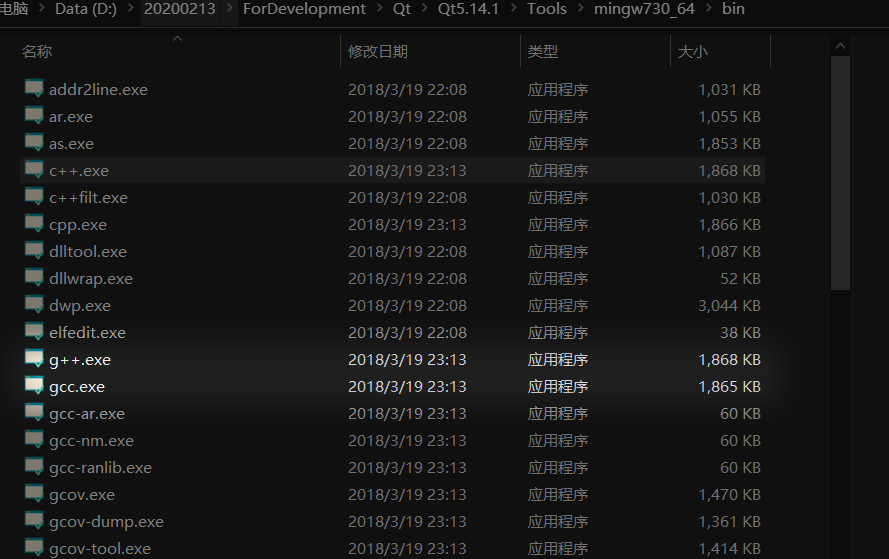 电脑 > Data (D:) > 20200213 > ForDevelopment > Qt > Qt5.14.1 > Tools > mingw730_64 > bin
名称 修改日期 类型 大小
addr2line.exe 2018/3/19 22:08 应用程序 1,031 KB
ar.exe 2018/3/19 22:08 应用程序 1,055 KB
as.exe 2018/3/19 22:08 应用程序 1,853 KB
c++.exe 2018/3/19 23:13 应用程序 1,868 KB
c++filt.exe 2018/3/19 22:08 应用程序 1,030 KB
cpp.exe 2018/3/19 23:13 应用程序 1,866 KB
dlltool.exe 2018/3/19 22:08 应用程序 1,087 KB
dllwrap.exe 2018/3/19 22:08 应用程序 52 KB
dwp.exe 2018/3/19 22:08 应用程序 3,044 KB
elfedit.exe 2018/3/19 22:08 应用程序 38 KB
g++.exe 2018/3/19 23:13 应用程序 1,868 KB
gcc.exe 2018/3/19 23:13 应用程序 1,865 KB
gcc-ar.exe 2018/3/19 23:13 应用程序 60 KB
gcc-nm.exe 2018/3/19 23:13 应用程序 60 KB
gcc-ranlib.exe 2018/3/19 23:13 应用程序 60 KB
gcov.exe 2018/3/19 23:13 应用程序 1,470 KB
gcov-dump.exe 2018/3/19 23:13 应用程序 1,361 KB
gcov-tool.exe 2018/3/19 23:13 应用程序 1,414 KB